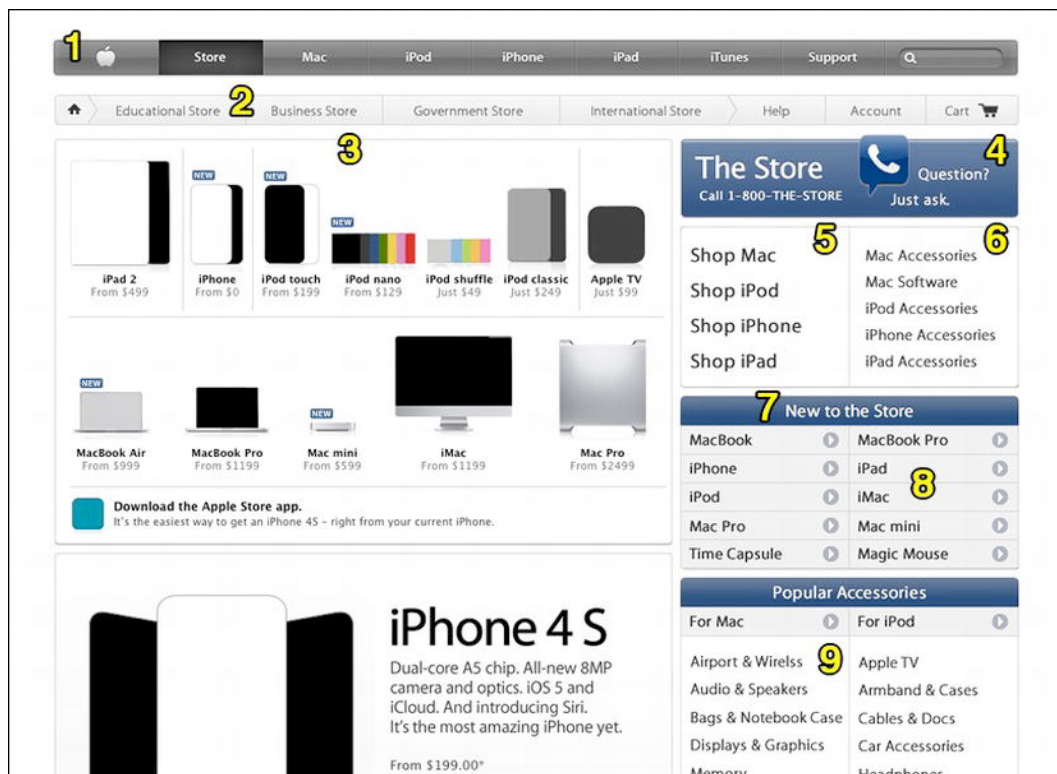 1
Store Mac iPod iPhone iPad iTunes Support
2
Educational Store Business Store Government Store International Store Help Account Cart
3
NEW NEW
NEW
iPad 2 iPhone iPod touch iPod nano iPod shuffle iPod classic Apple TV
From $499 From $0 From $199 From $129 Just $49 Just $249 Just $99
NEW
NEW
MacBook Air MacBook Pro Mac mini iMac Mac Pro
From $999 From $1199 From $599 From $1199 From $2499
Download the Apple Store app.
It's the easiest way to get an iPhone 4S – right from your current iPhone.
iPhone 4 S
Dual-core A5 chip. All-new 8MP
camera and optics. iOS 5 and
iCloud. And introducing Siri.
It's the most amazing iPhone yet.
From $199.00*
4
The Store
Call 1-800-THE-STORE
Question?
Just ask.
5
Shop Mac
Shop iPod
Shop iPhone
Shop iPad
6
Mac Accessories
Mac Software
iPod Accessories
iPhone Accessories
iPad Accessories
7
New to the Store
MacBook MacBook Pro
iPhone iPad
8
iPod iMac
Mac Pro Mac mini
Time Capsule Magic Mouse
Popular Accessories
For Mac For iPod
9
Airport & Wirelss Apple TV
Audio & Speakers Armband & Cases
Bags & Notebook Case Cables & Docs
Displays & Graphics Car Accessories
Memory Headphones